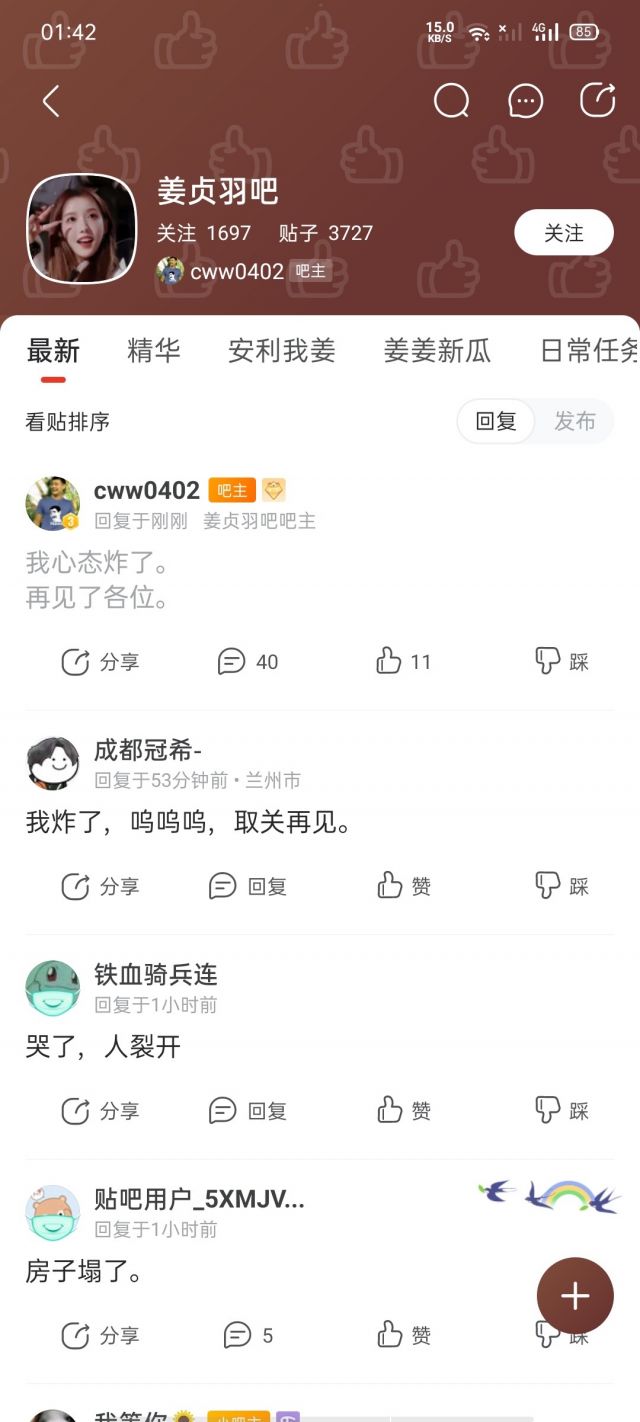 01:42
15.0
KB/S
4G
85
姜贞羽吧
关注 1697 贴子 3727
关注
cww0402 吧主
最新 精华 安利我姜 姜姜新瓜 日常任务
看贴排序
回复 发布
cww0402 吧主
3
回复于刚刚 姜贞羽吧吧主
我心态炸了。
再见了各位。
分享 40 11 踩
成都冠希-
回复于53分钟前 • 兰州市
我炸了，呜呜呜，取关再见。
分享 回复 赞 踩
铁血骑兵连
回复于1小时前
哭了，人裂开
分享 回复 赞 踩
贴吧用户_5XMJV...
回复于1小时前
房子塌了。
分享 5 赞 踩
我等你 小吧主